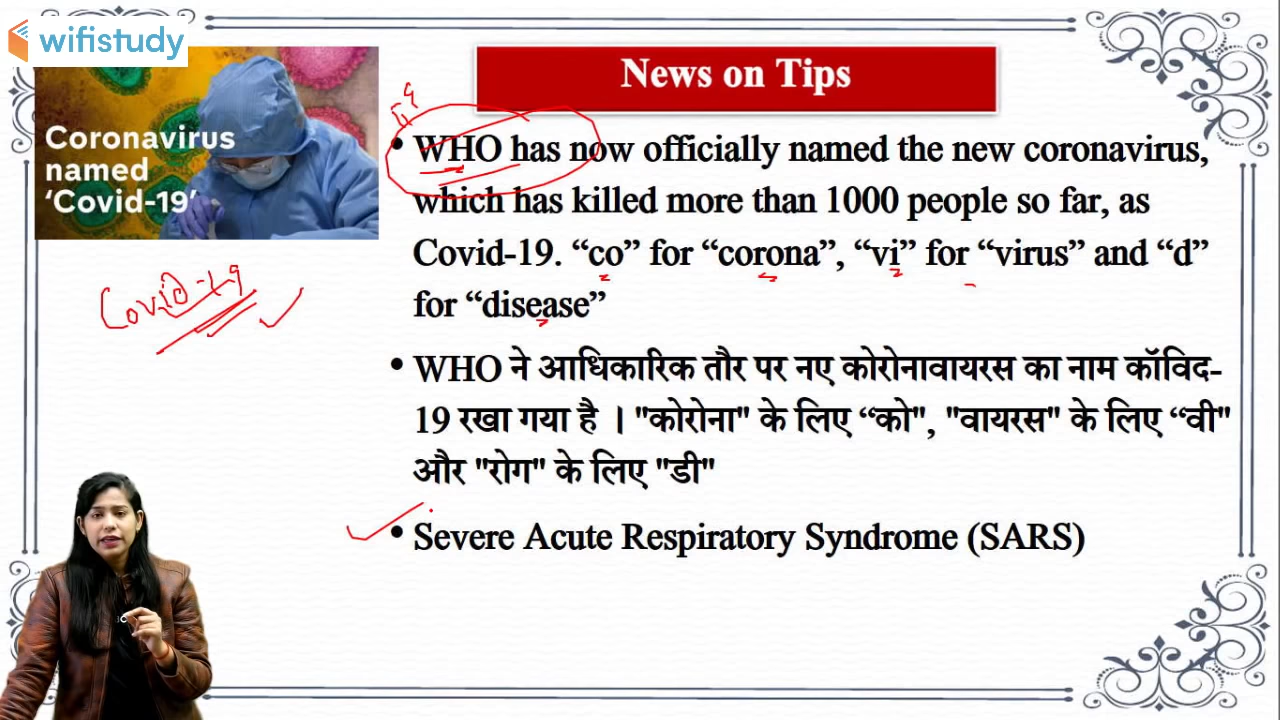 wifistudy
Coronavirus
named
‘Covid-19’
News on Tips
• WHO has now officially named the new coronavirus,
which has killed more than 1000 people so far, as
Covid-19. “co” for “corona”, “vi” for “virus” and “d”
for “disease”
Covid-19
• WHO ने आधिकारिक तौर पर नए कोरोनावायरस का नाम कॉविद-
19 रखा गया है । "कोरोना" के लिए “को", "वायरस" के लिए “वी"
और "रोग" के लिए "डी"
• Severe Acute Respiratory Syndrome (SARS)